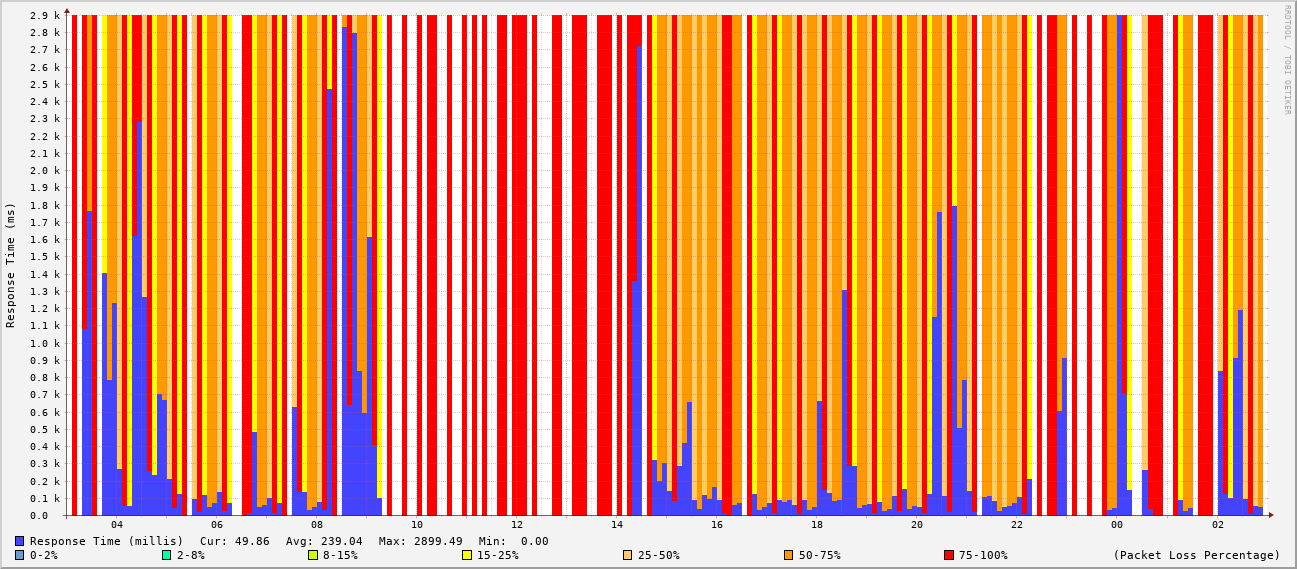 2.9 k
2.8 k
2.7 k
2.6 k
2.5 k
2.4 k
2.3 k
2.2 k
2.1 k
2.0 k
1.9 k
1.8 k
1.7 k
1.6 k
1.5 k
1.4 k
1.3 k
1.2 k
1.1 k
1.0 k
0.9 k
0.8 k
0.7 k
0.6 k
0.5 k
0.4 k
0.3 k
0.2 k
0.1 k
0.0
Response Time (ms)
RRDTOOL / TOBI OETIKER
04 06 08 10 12 14 16 18 20 22 00 02
Response Time (millis) Cur: 49.86 Avg: 239.04 Max: 2899.49 Min: 0.00
0-2% 2-8% 8-15% 15-25% 25-50% 50-75% 75-100% (Packet Loss Percentage)